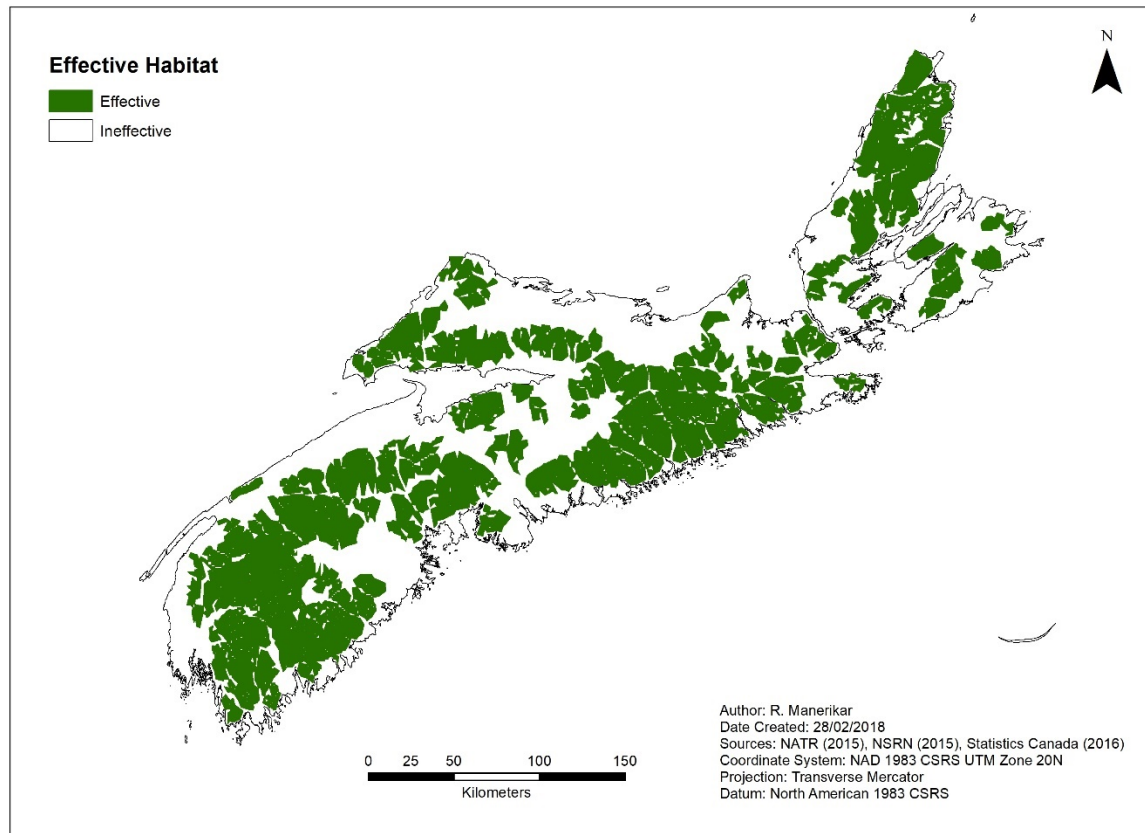 Effective Habitat
Effective
Ineffective
N
0 50 100 150
Kilometers
Author: R. Manerikar
Date Created: 28/02/2018
Sources: NATR (2015), NSRN (2015), Statistics Canada (2016)
Coordinate System: NAD 1983 CSRS UTM Zone 20N
Projection: Transverse Mercator
Datum: North American 1983 CSRS